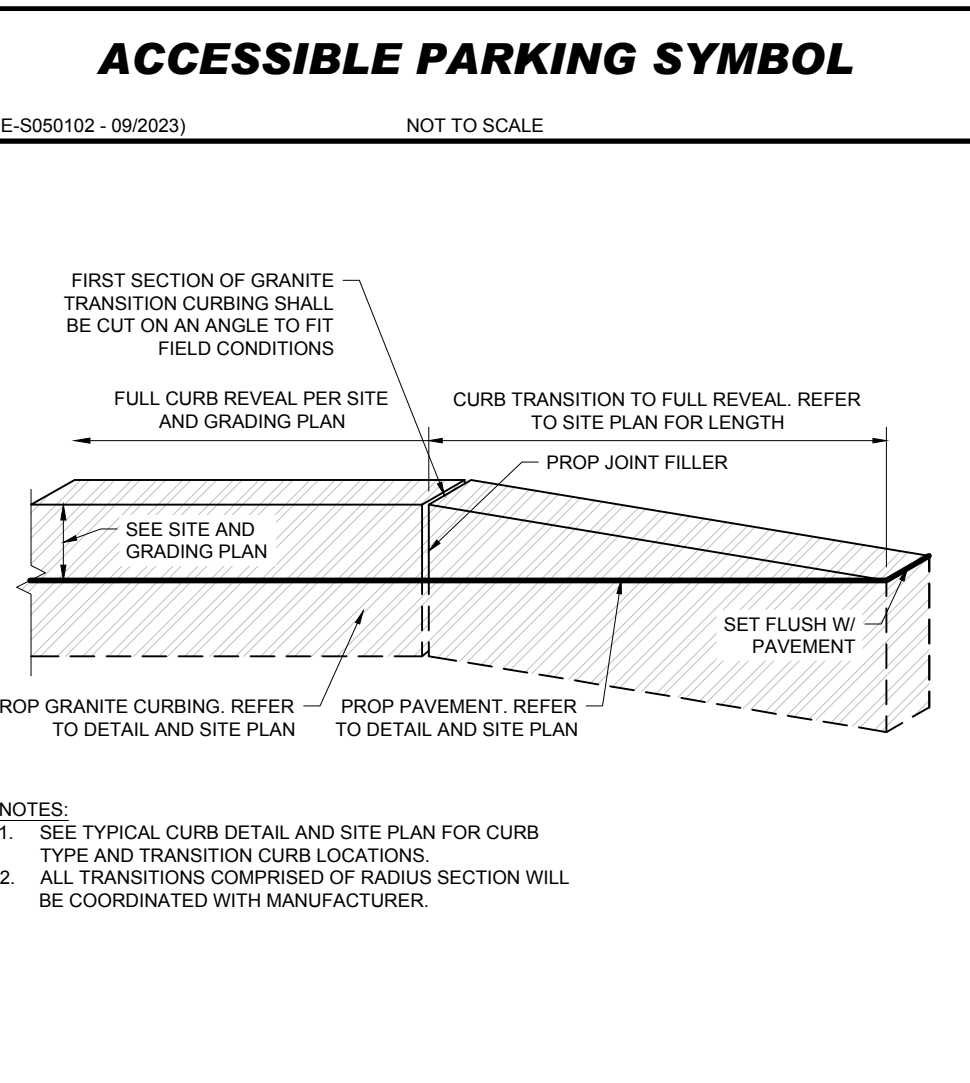 ACCESSIBLE PARKING SYMBOL
E-S050102 - 09/2023)
NOT TO SCALE
FIRST SECTION OF GRANITE
TRANSITION CURBING SHALL
BE CUT ON AN ANGLE TO FIT
FIELD CONDITIONS
FULL CURB REVEAL PER SITE
AND GRADING PLAN
CURB TRANSITION TO FULL REVEAL. REFER
TO SITE PLAN FOR LENGTH
PROP JOINT FILLER
SEE SITE AND
GRADING PLAN
SET FLUSH W/
PAVEMENT
ROP GRANITE CURBING. REFER
TO DETAIL AND SITE PLAN
PROP PAVEMENT. REFER
TO DETAIL AND SITE PLAN
NOTES:
1. SEE TYPICAL CURB DETAIL AND SITE PLAN FOR CURB
TYPE AND TRANSITION CURB LOCATIONS.
2. ALL TRANSITIONS COMPRISED OF RADIUS SECTION WILL
BE COORDINATED WITH MANUFACTURER.